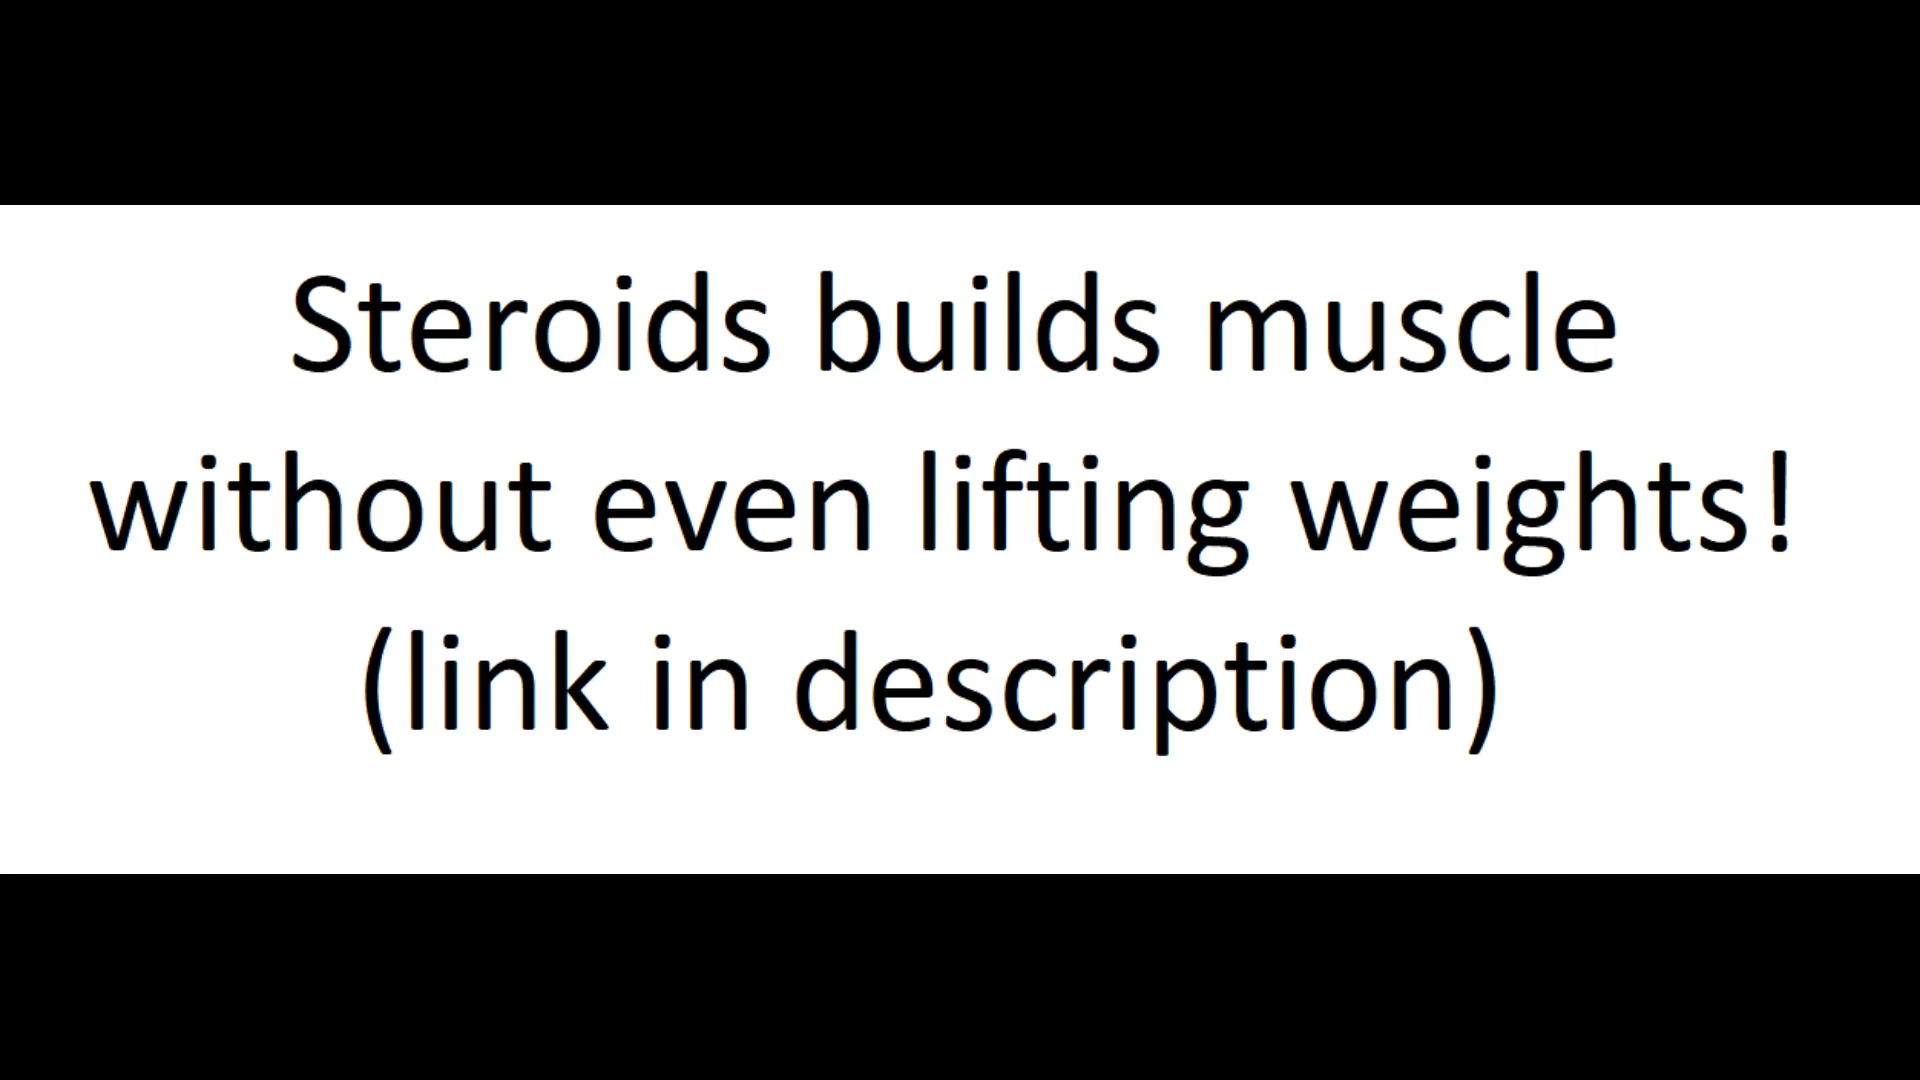 Steroids builds muscle
without even lifting weights!
(link in description)